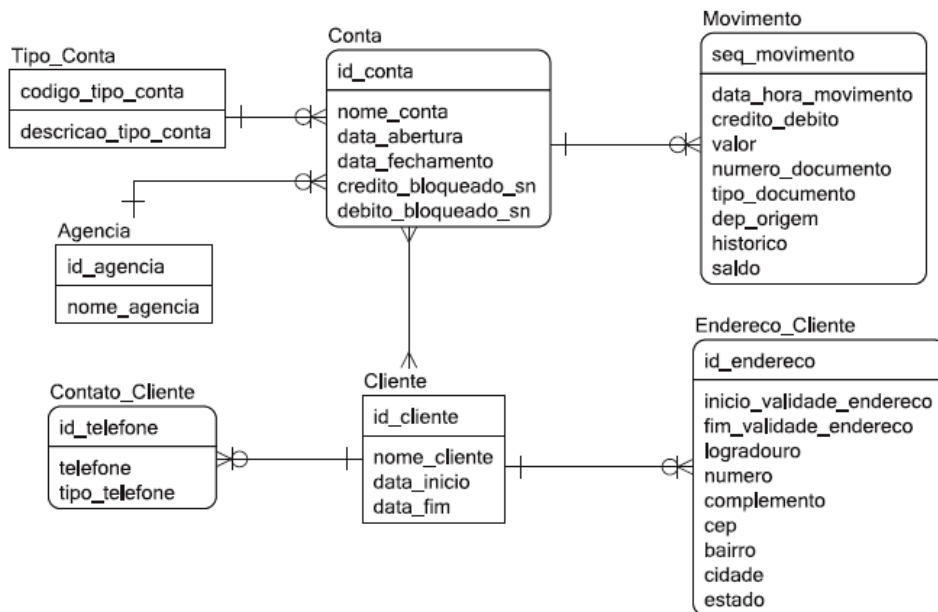 Tipo_Conta
codigo_tipo_conta
descricao_tipo_conta
Conta
id_conta
nome_conta
data_abertura
data_fechamento
credito_bloqueado_sn
debito_bloqueado_sn
Movimento
seq_movimento
data_hora_movimento
credito_debito
valor
numero_documento
tipo_documento
dep_origem
historico
saldo
Agencia
id_agencia
nome_agencia
Contato_Cliente
id_telefone
telefone
tipo_telefone
Cliente
id_cliente
nome_cliente
data_inicio
data_fim
Endereco_Cliente
id_endereco
inicio_validade_endereco
fim_validade_endereco
logradouro
numero
complemento
cep
bairro
cidade
estado